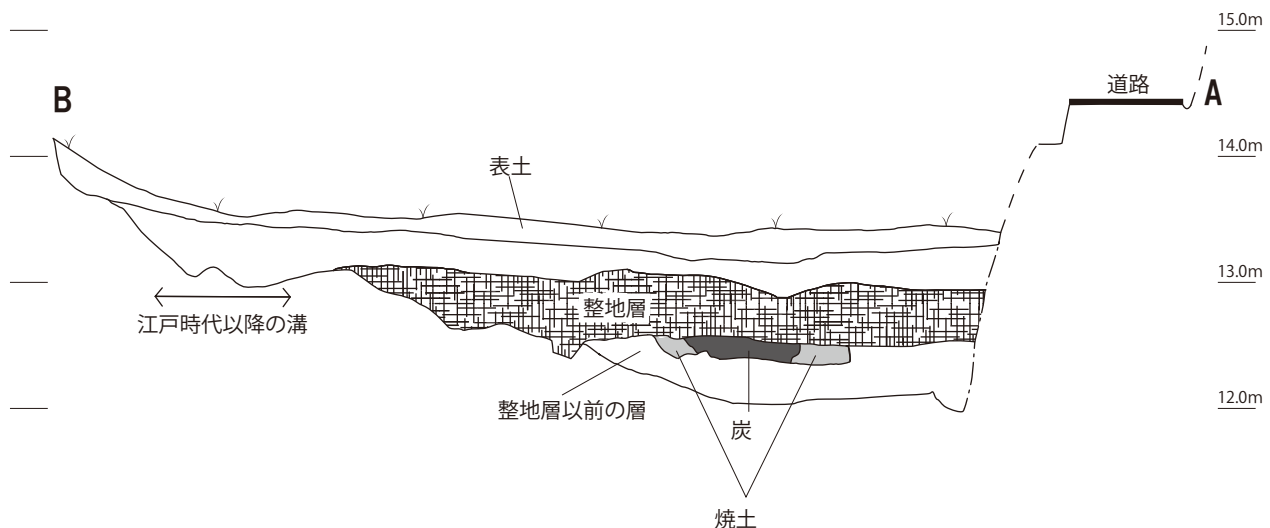 15.0m
道路
B
A
14.0m
表土
13.0m
整地層
江戸時代以降の溝
整地層以前の層
12.0m
炭
焼土